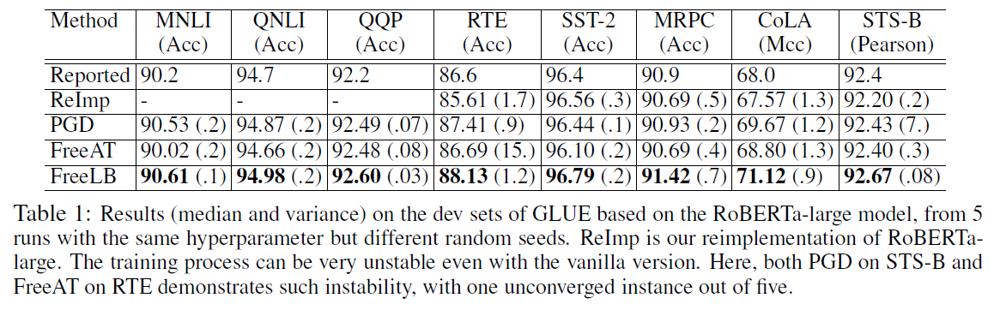 Method MNLI QNLI QQP RTE SST-2 MRPC CoLA STS-B
(Acc) (Acc) (Acc) (Acc) (Acc) (Acc) (Mcc) (Pearson)
Reported 90.2 94.7 92.2 86.6 96.4 90.9 68.0 92.4
ReImp - - - 85.61 (1.7) 96.56 (.3) 90.69 (.5) 67.57 (1.3) 92.20 (.2)
PGD 90.53 (.2) 94.87 (.2) 92.49 (.07) 87.41 (.9) 96.44 (.1) 90.93 (.2) 69.67 (1.2) 92.43 (7.)
FreeAT 90.02 (.2) 94.66 (.2) 92.48 (.08) 86.69 (15.) 96.10 (.2) 90.69 (.4) 68.80 (1.3) 92.40 (.3)
FreeLB 90.61 (.1) 94.98 (.2) 92.60 (.03) 88.13 (1.2) 96.79 (.2) 91.42 (.7) 71.12 (.9) 92.67 (.08)
Table 1: Results (median and variance) on the dev sets of GLUE based on the RoBERTa-large model, from 5
runs with the same hyperparameter but different random seeds. ReImp is our reimplementation of RoBERTa-
large. The training process can be very unstable even with the vanilla version. Here, both PGD on STS-B and
FreeAT on RTE demonstrates such instability, with one unconverged instance out of five.